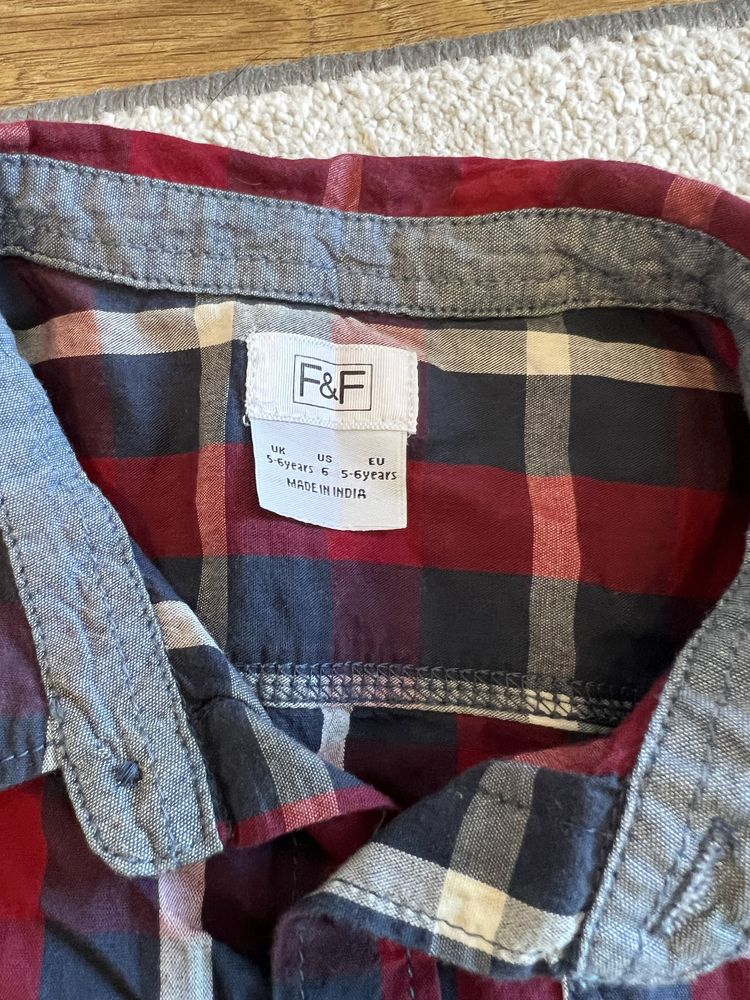 F&F
UK US EU
5-6years 6 5-6years
MADE IN INDIA